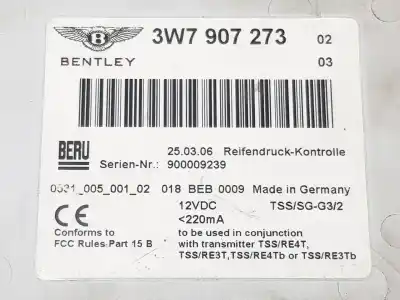 B
BENTLEY
3W7 907 273 02
03
BERU
25.03.06 Reifendruck-Kontrolle
Serien-Nr.: 900009239
0531_005_001_02 018 BEB 0009 Made in Germany
CE
12VDC TSS/SG-G3/2
<220mA
Conforms to
FCC Rules Part 15 B
to be used in conjunction
with transmitter TSS/RE4T,
TSS/RE3T,TSS/RE4Tb or TSS/RE3Tb